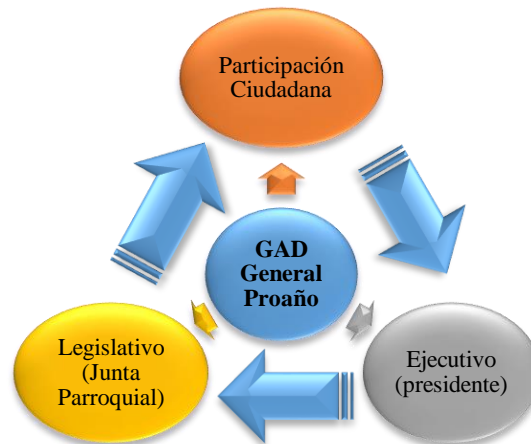 Participación
Ciudadana
GAD
General
Proaño
Legislativo
(Junta
Parroquial)
Ejecutivo
(presidente)